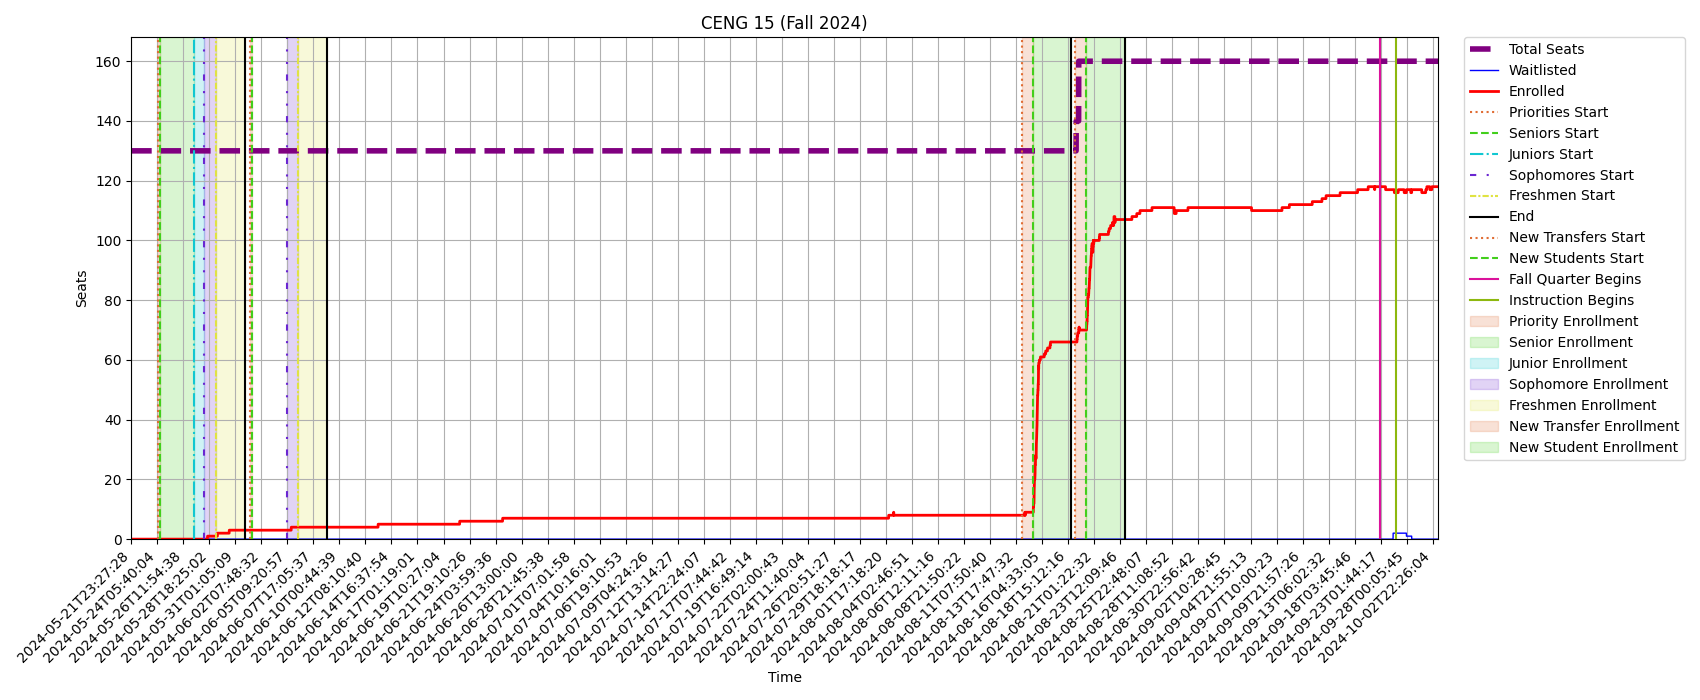 CENG 15 (Fall 2024)
Seats
160
140
120
100
80
60
40
20
0
2024-05-21T23:27:28
2024-05-24T05:40:04
2024-05-26T11:54:38
2024-05-28T18:25:02
2024-05-31T01:05:09
2024-06-02T07:48:32
2024-06-05T09:20:57
2024-06-07T17:05:37
2024-06-10T00:44:39
2024-06-12T08:10:40
2024-06-14T16:37:54
2024-06-17T01:19:01
2024-06-19T10:27:04
2024-06-21T19:10:26
2024-06-24T03:59:36
2024-06-26T13:00:00
2024-06-28T21:45:38
2024-07-01T07:01:58
2024-07-04T10:16:01
2024-07-06T19:10:53
2024-07-09T04:24:26
2024-07-12T13:14:27
2024-07-14T22:24:07
2024-07-17T07:44:42
2024-07-19T16:49:14
2024-07-22T02:00:43
2024-07-24T11:40:04
2024-07-26T20:51:27
2024-07-29T18:18:17
2024-08-01T17:18:20
2024-08-04T02:46:51
2024-08-06T12:11:16
2024-08-08T21:50:22
2024-08-11T07:50:40
2024-08-13T17:47:32
2024-08-16T04:33:05
2024-08-18T15:12:16
2024-08-21T01:22:32
2024-08-23T12:09:46
2024-08-25T22:48:07
2024-08-30T11:08:52
2024-08-30T22:56:42
2024-09-02T10:28:45
2024-09-04T21:55:13
2024-09-07T10:00:23
2024-09-09T21:57:26
2024-09-13T06:02:32
2024-09-18T03:45:46
2024-09-23T01:44:17
2024-09-28T00:05:45
2024-10-02T22:26:04
Time
Total Seats
Waitlisted
Enrolled
Priorities Start
Seniors Start
Juniors Start
Sophomores Start
Freshmen Start
End
New Transfers Start
New Students Start
Fall Quarter Begins
Instruction Begins
Priority Enrollment
Senior Enrollment
Junior Enrollment
Sophomore Enrollment
Freshmen Enrollment
New Transfer Enrollment
New Student Enrollment